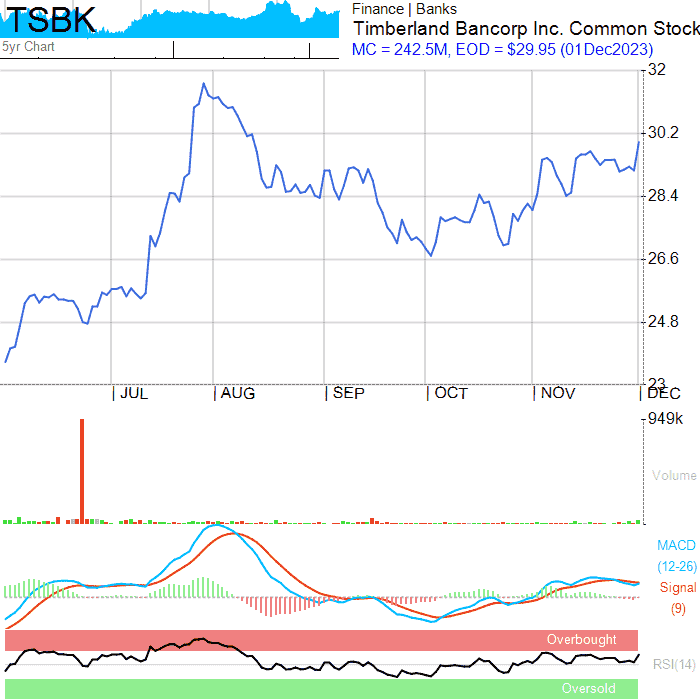 TSBK
5yr Chart
Finance | Banks
Timberland Bancorp Inc. Common Stock
MC = 242.5M, EOD = $29.95 (01Dec2023)
32
30.2
28.4
26.6
24.8
23
JUL AUG SEP OCT NOV DEC
949k
Volume
MACD
(12-26)
Signal
(9)
Overbought
RSI(14)
Oversold